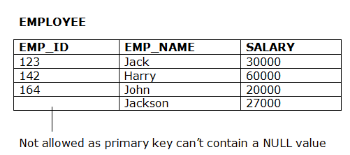 EMPLOYEE
EMP_ID EMP_NAME SALARY
123 Jack 30000
142 Harry 60000
164 John 20000
Jackson 27000
Not allowed as primary key can't contain a NULL value